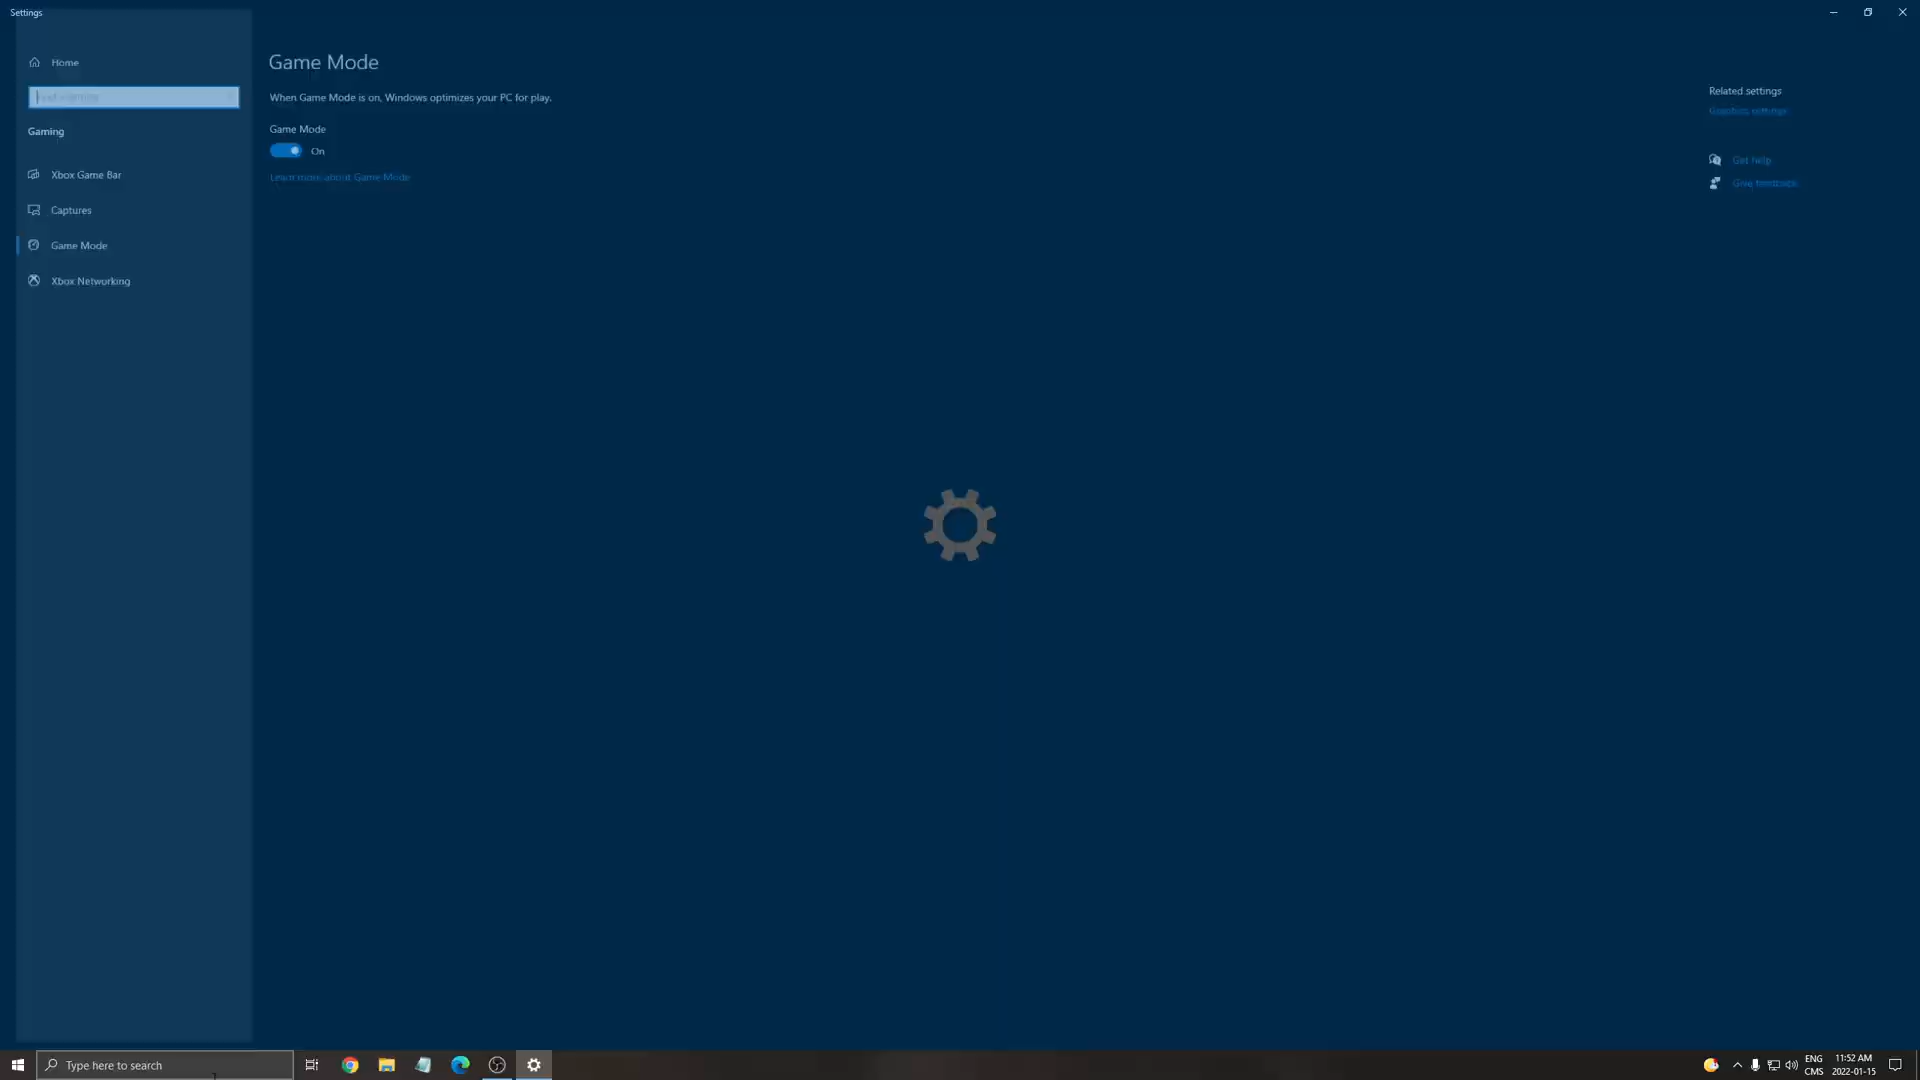 Settings
Home
Gaming
Xbox Game Bar
Captures
Game Mode
Xbox Networking
Game Mode
When Game Mode is on, Windows optimizes your PC for play.
Game Mode
On
Learn more about Game Mode
Related settings
Graphics settings
Get help
Give feedback
Type here to search
ENG
CMS
11:52 AM
2022-01-15